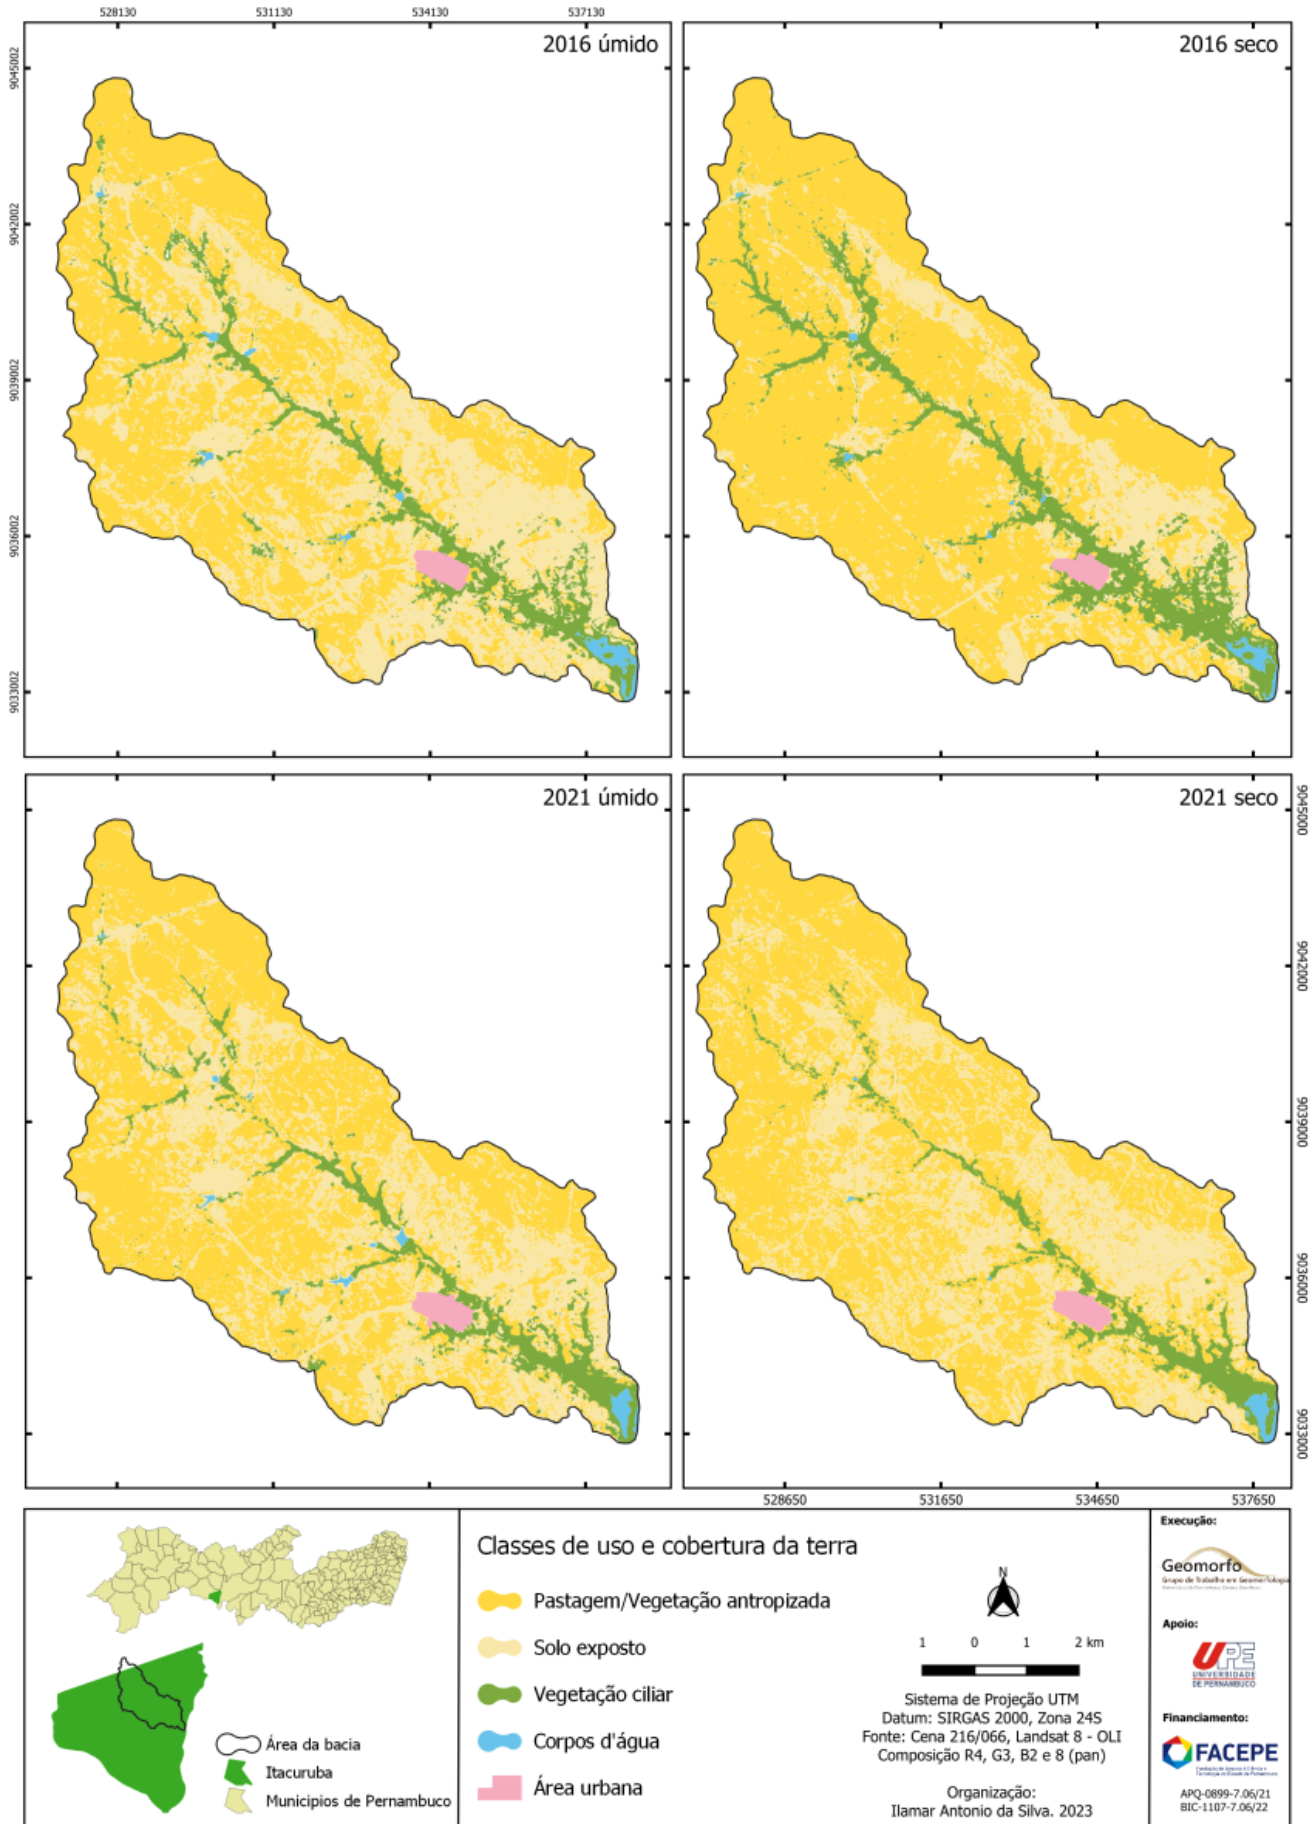 528130
531130
534130
537130
2016 úmido
2016 seco
9045002
9042002
9039002
9036002
9033002
2021 úmido
2021 seco
9045000
9042000
9039000
9036000
9033000
528650
531650
534650
537650
Área da bacia
Itacuruba
Municipios de Pernambuco
Classes de uso e cobertura da terra
Pastagem/Vegetação antropizada
Solo exposto
Vegetação ciliar
Corpos d'água
Área urbana
N
1 0 1 2 km
Sistema de Projeção UTM
Datum: SIRGAS 2000, Zona 24S
Fonte: Cena 216/066, Landsat 8 - OLI
Composição R4, G3, B2 e 8 (pan)
Organização:
Ilamar Antonio da Silva. 2023
Execução:
Geomorfo
Grupo de Trabalho em Geomorfologia
Apoio:
UPE
UNIVERSIDADE
DE PERNAMBUCO
Financiamento:
FACEPE
APQ-0899-7.06/21
BIC-1107-7.06/22